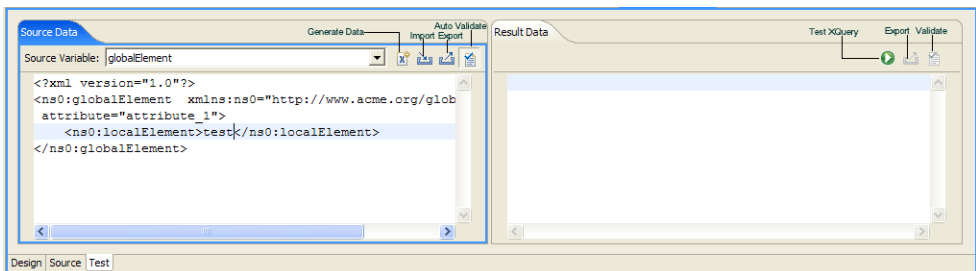 Source Data
Generate Data
Import Export
Auto Validate
Source Variable: globalElement
<?xml version="1.0"?>
<ns0:globalElement xmlns:ns0="http://www.acme.org/glob
attribute="attribute_1">
<ns0:localElement>test</ns0:localElement>
</ns0:globalElement>
Result Data
Test XQuery
Export
Validate
Design
Source
Test